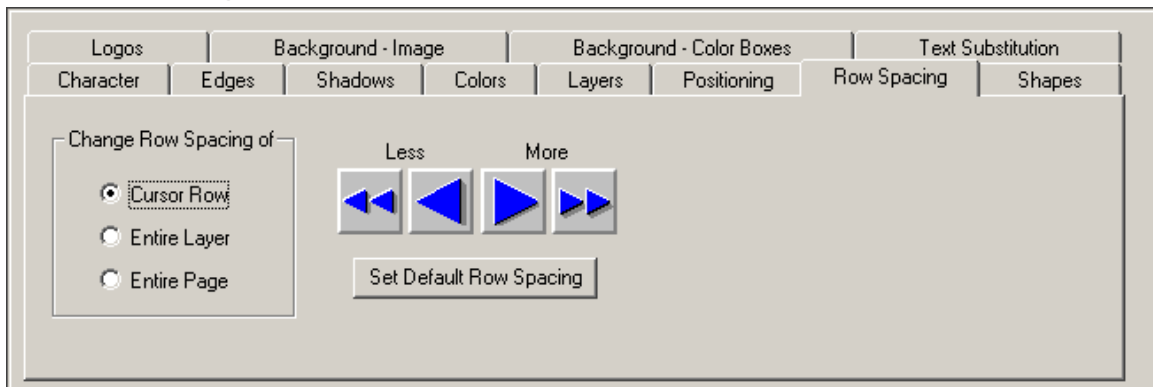 Logos Background - Image Background - Color Boxes Text Substitution
Character Edges Shadows Colors Layers Positioning Row Spacing Shapes
Change Row Spacing of
Less More
Cursor Row
Entire Layer
Entire Page
Set Default Row Spacing